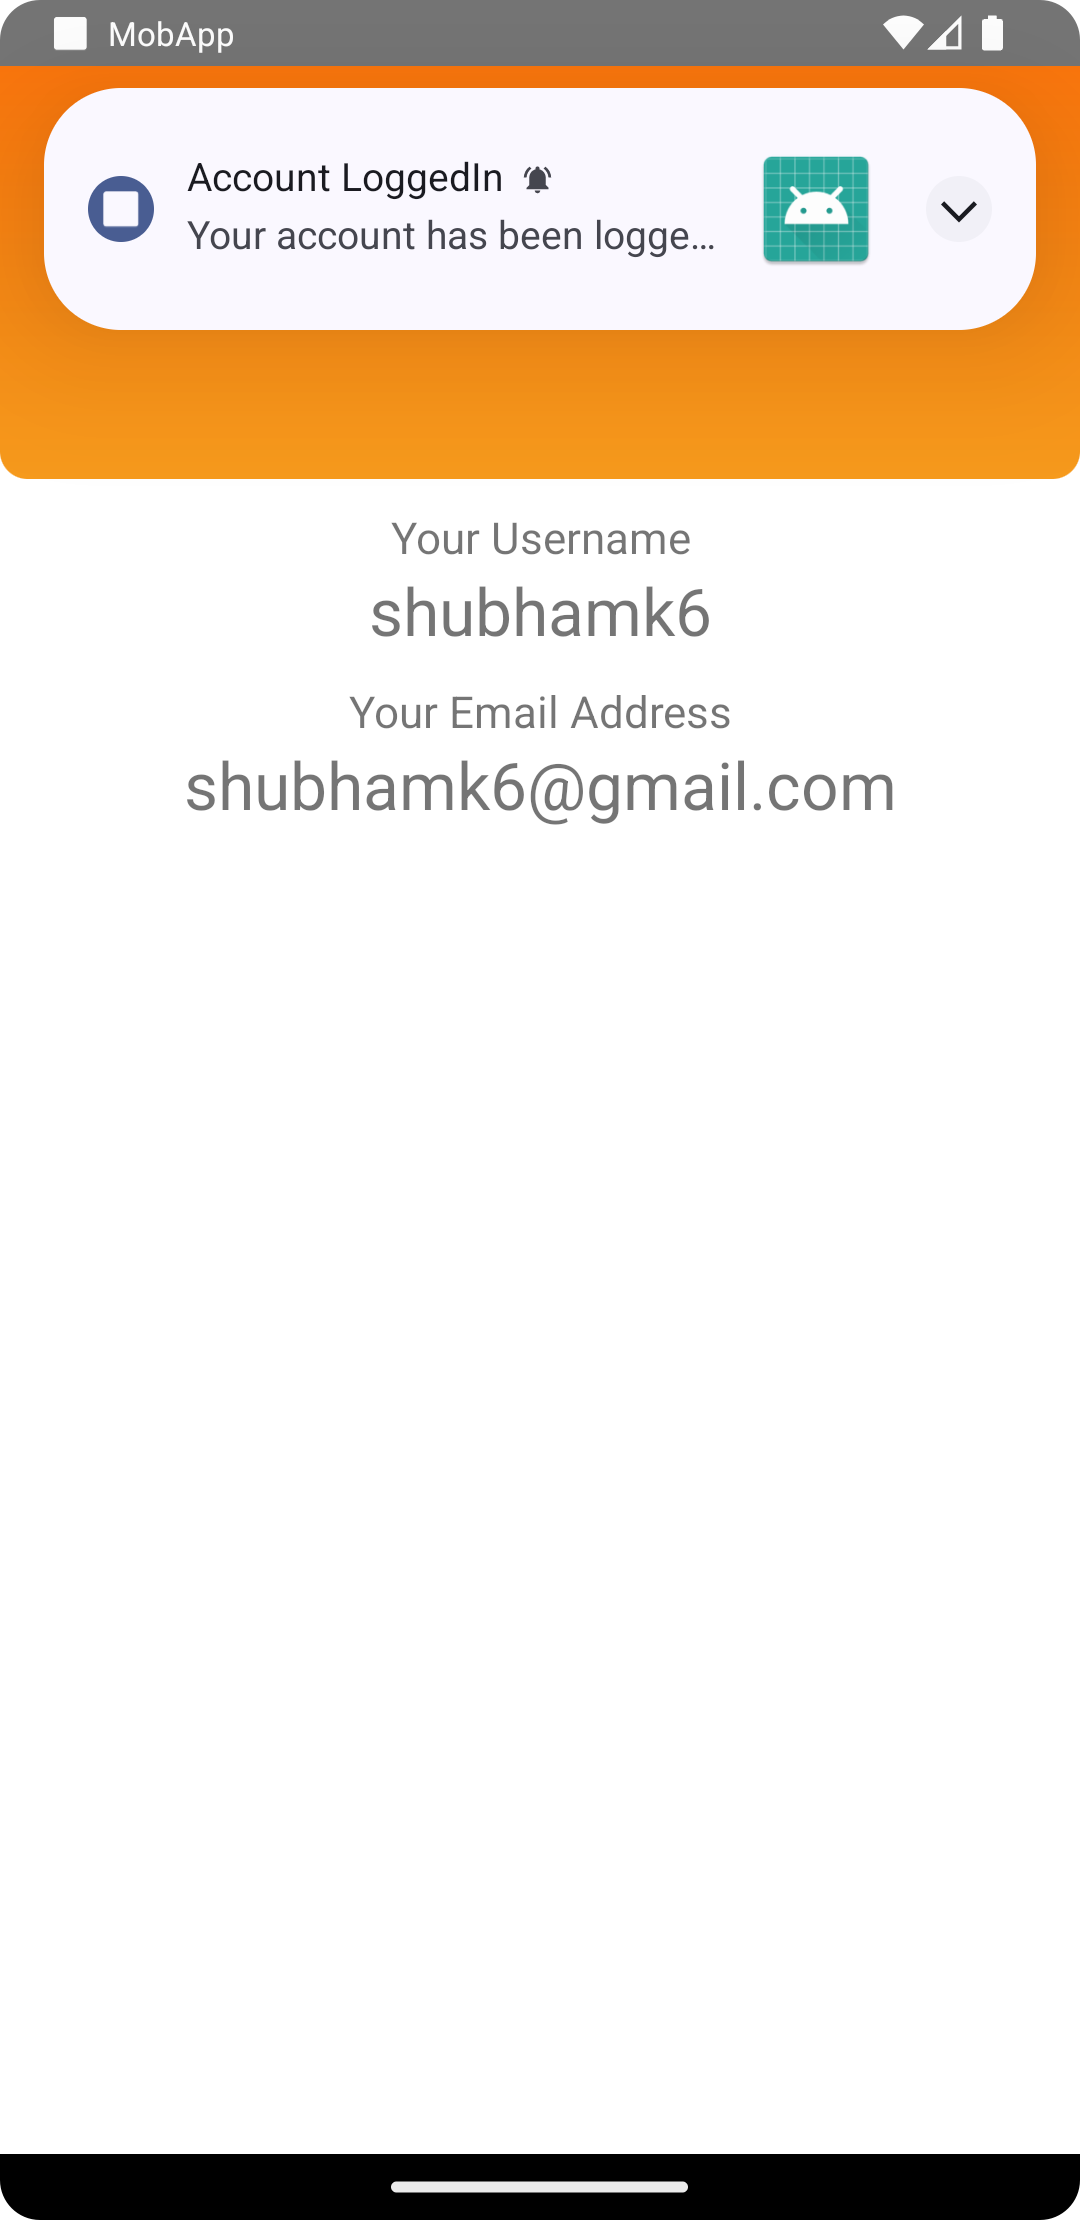 MobApp
Account LoggedIn
Your account has been logge...
Your Username
shubhamk6
Your Email Address
shubhamk6@gmail.com